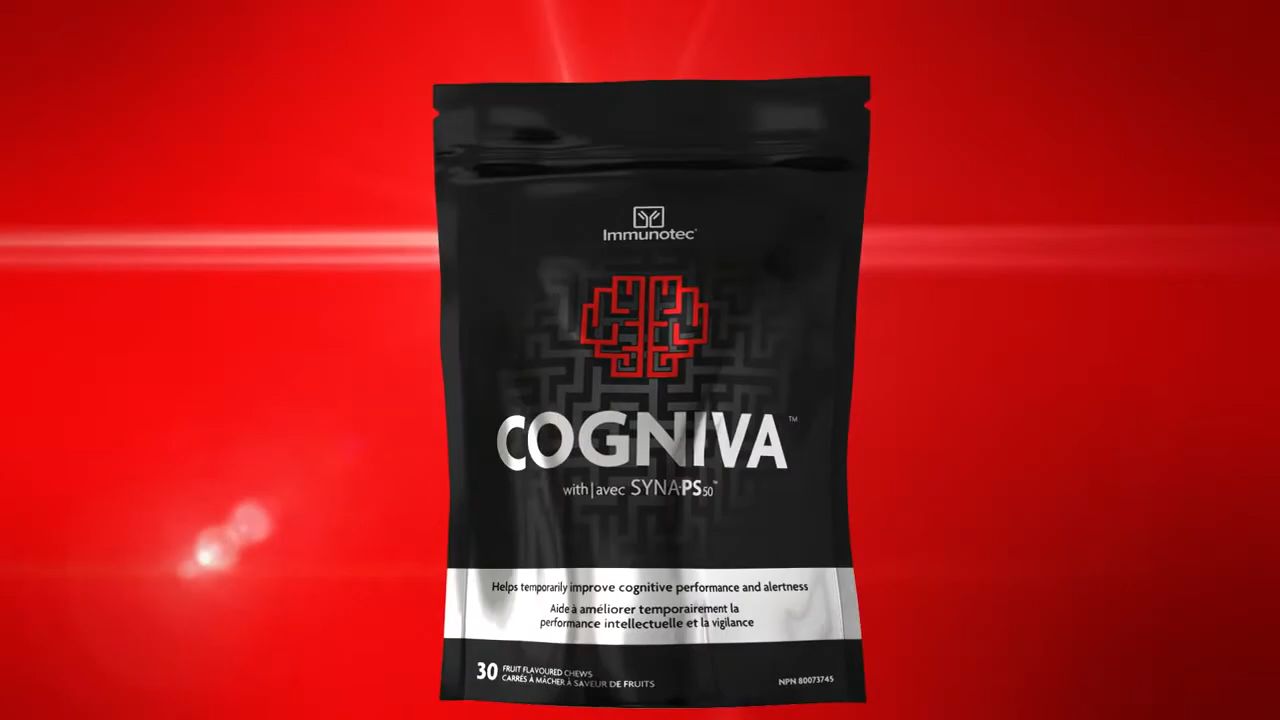 Immunotec®
COGNIVA™
with|avec SYNA·PS50™
Helps temporarily improve cognitive performance and alertness
Aide à améliorer temporairement la
performance intellectuelle et la vigilance
30 FRUIT FLAVOURED CHEWS
CARRÉS À MÂCHER À SAVEUR DE FRUITS
NPN 80073745